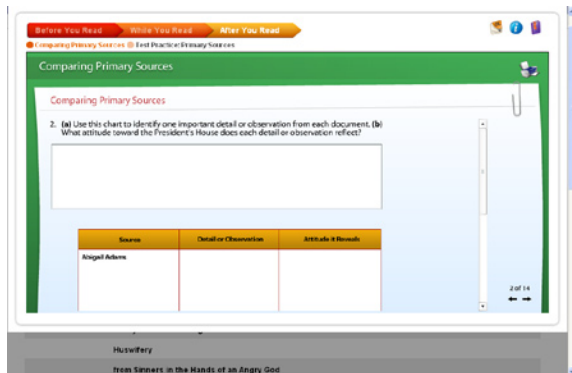 Before You Read While You Read After You Read
Comparing Primary Sources Test Practice: Primary Sources
Comparing Primary Sources
Comparing Primary Sources
2. (a) Use this chart to identify one important detail or observation from each document. (b)
What attitude toward the President's House does each detail or observation reflect?
Source Detail or Observation Attitude it Reveals
Abigail Adams
2 of 14
Huswifery
from Sinners in the Hands of an Angry God